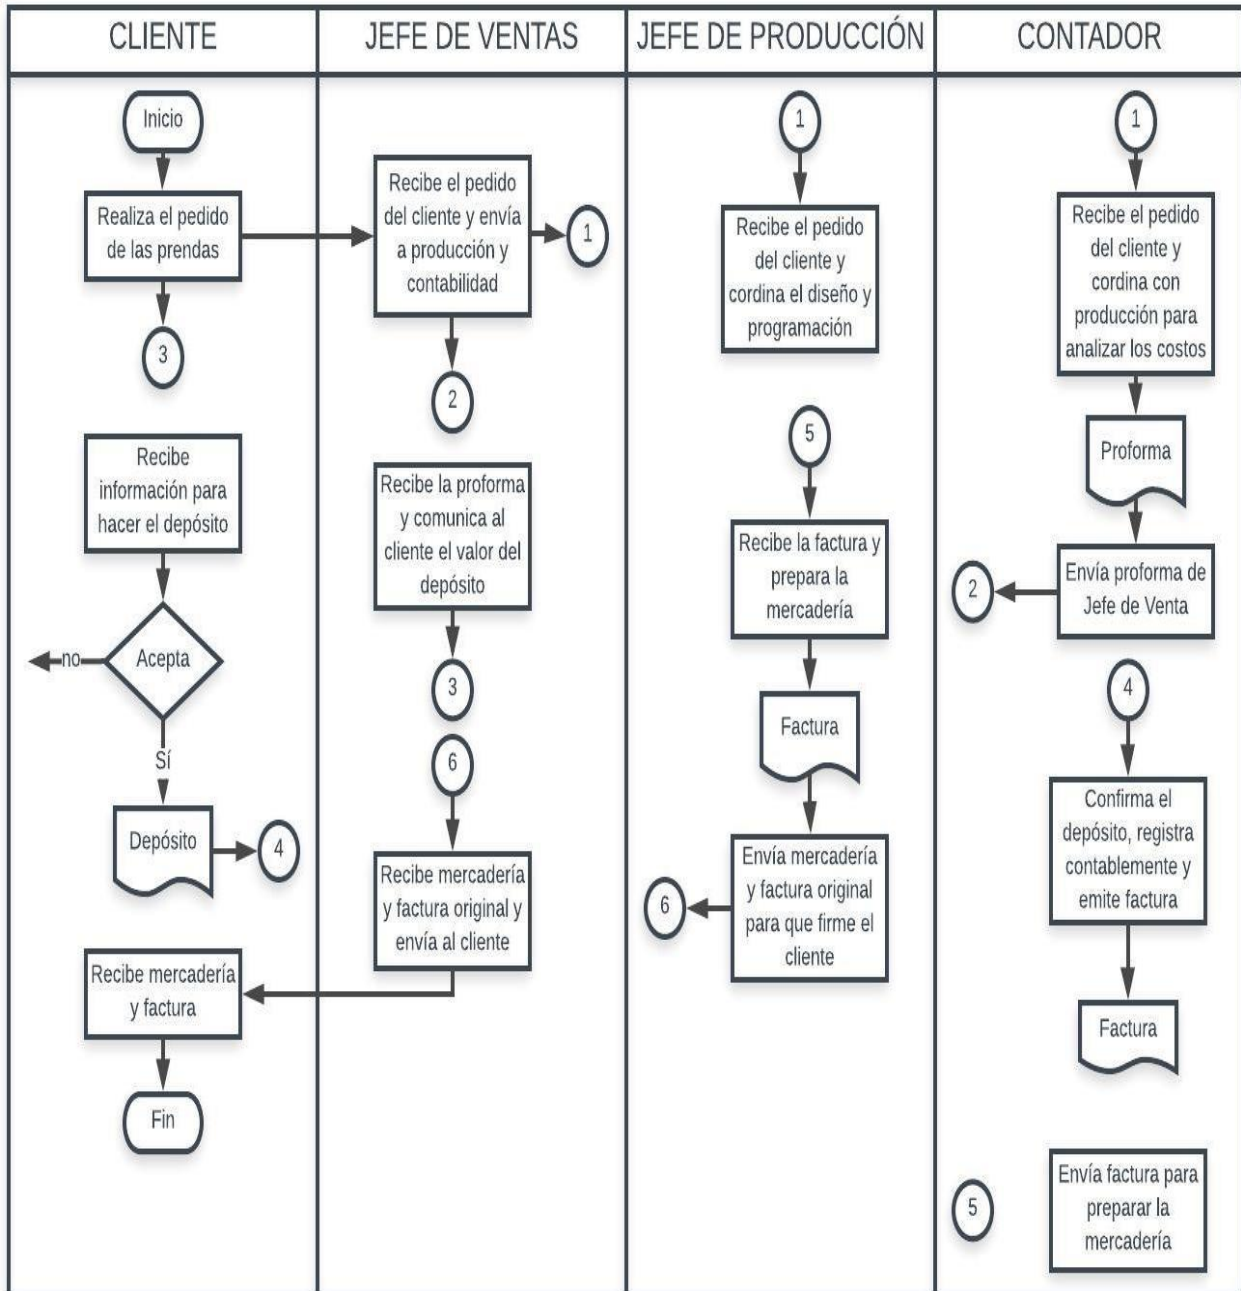 CLIENTE
JEFE DE VENTAS
JEFE DE PRODUCCIÓN
CONTADOR
Inicio
Realiza el pedido
de las prendas
3
Recibe
información para
hacer el depósito
Acepta
no
Sí
Depósito
4
Recibe mercadería
y factura
Fin
Recibe el pedido
del cliente y envía
a producción y
contabilidad
1
2
Recibe la proforma
y comunica al
cliente el valor del
depósito
3
6
Recibe mercadería
y factura original y
envía al cliente
1
Recibe el pedido
del cliente y
cordina el diseño y
programación
5
Recibe la factura y
prepara la
mercadería
Factura
Envía mercadería
y factura original
para que firme el
cliente
6
1
Recibe el pedido
del cliente y
cordina con
producción para
analizar los costos
Proforma
Envía proforma de
Jefe de Venta
2
4
Confirma el
depósito, registra
contablemente y
emite factura
Factura
Envía factura para
preparar la
mercadería
5